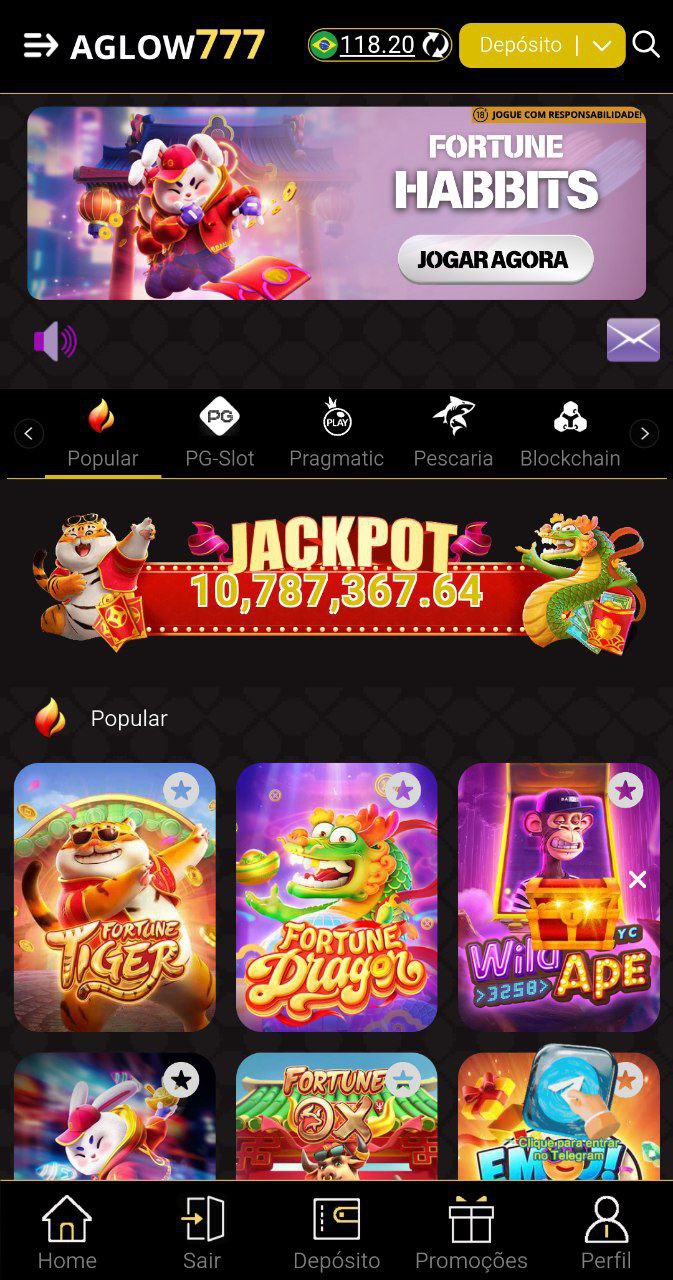 AGLOW777
118.20
Depósito
18 JOGUE COM RESPONSABILIDADE!
FORTUNE
HABBITS
JOGAR AGORA
PG
PLAY
Popular
PG-Slot
Pragmatic
Pescaria
Blockchain
JACKPOT
10,787,367.64
Popular
FORTUNE
TIGER
FORTUNE
Dragon
YC
Wild
APE
>3258>
FORTUNE
OX
Clique para entrar
no Telegram
Home
Sair
Depósito
Promoções
Perfil